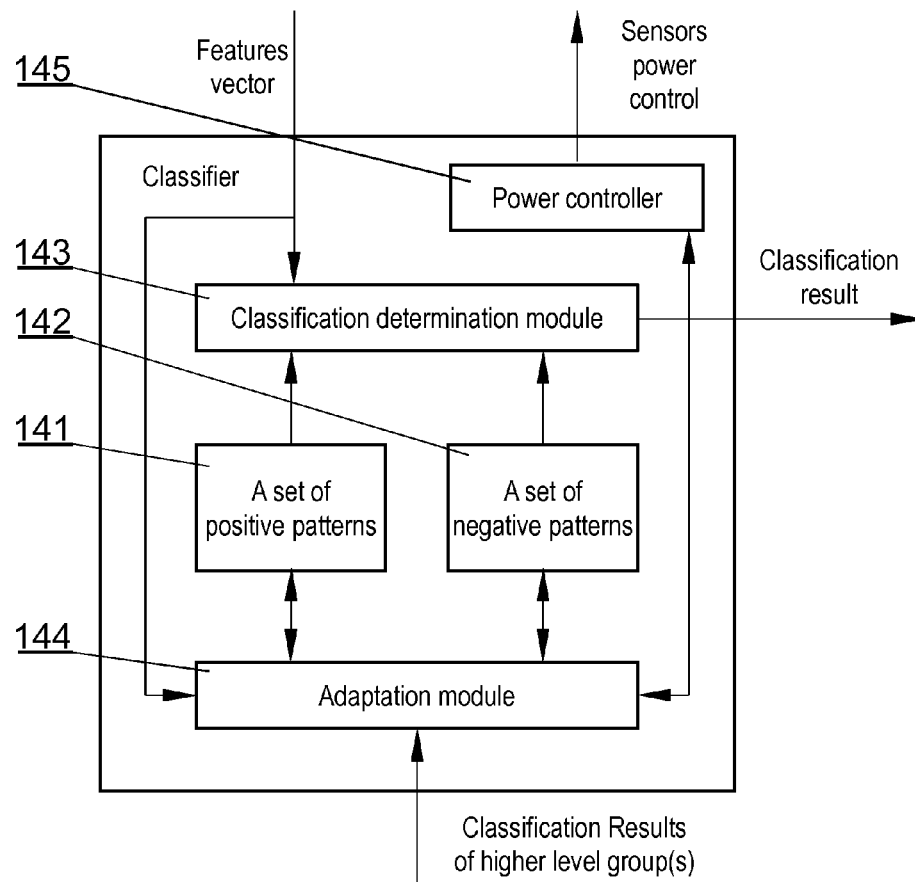 Features
vector
Sensors
power
control
145
Classifier
Power controller
143
Classification determination module
Classification
result
142
141
A set of
positive patterns
A set of
negative patterns
144
Adaptation module
Classification Results
of higher level group(s)